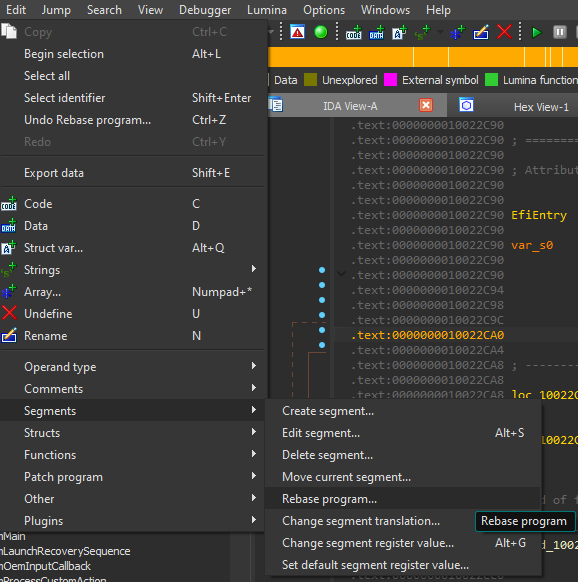 Edit Jump Search View Debugger Lumina Options Windows Help
Copy Ctrl+C
Begin selection Alt+L
Select all
Select identifier Shift+Enter
Undo Rebase program... Ctrl+Z
Redo Ctrl+Y
Export data Shift+E
Code C
Data D
Struct var... Alt+Q
Strings
Array... Numpad+*
Undefine U
Rename N
Operand type
Comments
Segments
Structs
Functions
Patch program
Other
Plugins
Data Unexplored External symbol Lumina function
IDA View-A Hex View-1
.text:0000000010022C90
.text:0000000010022C90 ; =========
.text:0000000010022C90
.text:0000000010022C90 ; Attribut
.text:0000000010022C90
.text:0000000010022C90
.text:0000000010022C90 EfiEntry
.text:0000000010022C90
.text:0000000010022C90 var_s0
.text:0000000010022C90
.text:0000000010022C90
.text:0000000010022C94
.text:0000000010022C98
.text:0000000010022C9C
.text:0000000010022CA0
.text:0000000010022CA4
.text:0000000010022CA8 ; ---------
.text:0000000010022CA8
.text:0000000010022CA8 loc_10022C
Create segment...
Edit segment... Alt+S
Delete segment...
Move current segment...
Rebase program...
Change segment translation...
Rebase program
Change segment register value... Alt+G
Set default segment register value...
nMain
nLaunchRecoverySequence
nOemInputCallback
nProcessCustomAction